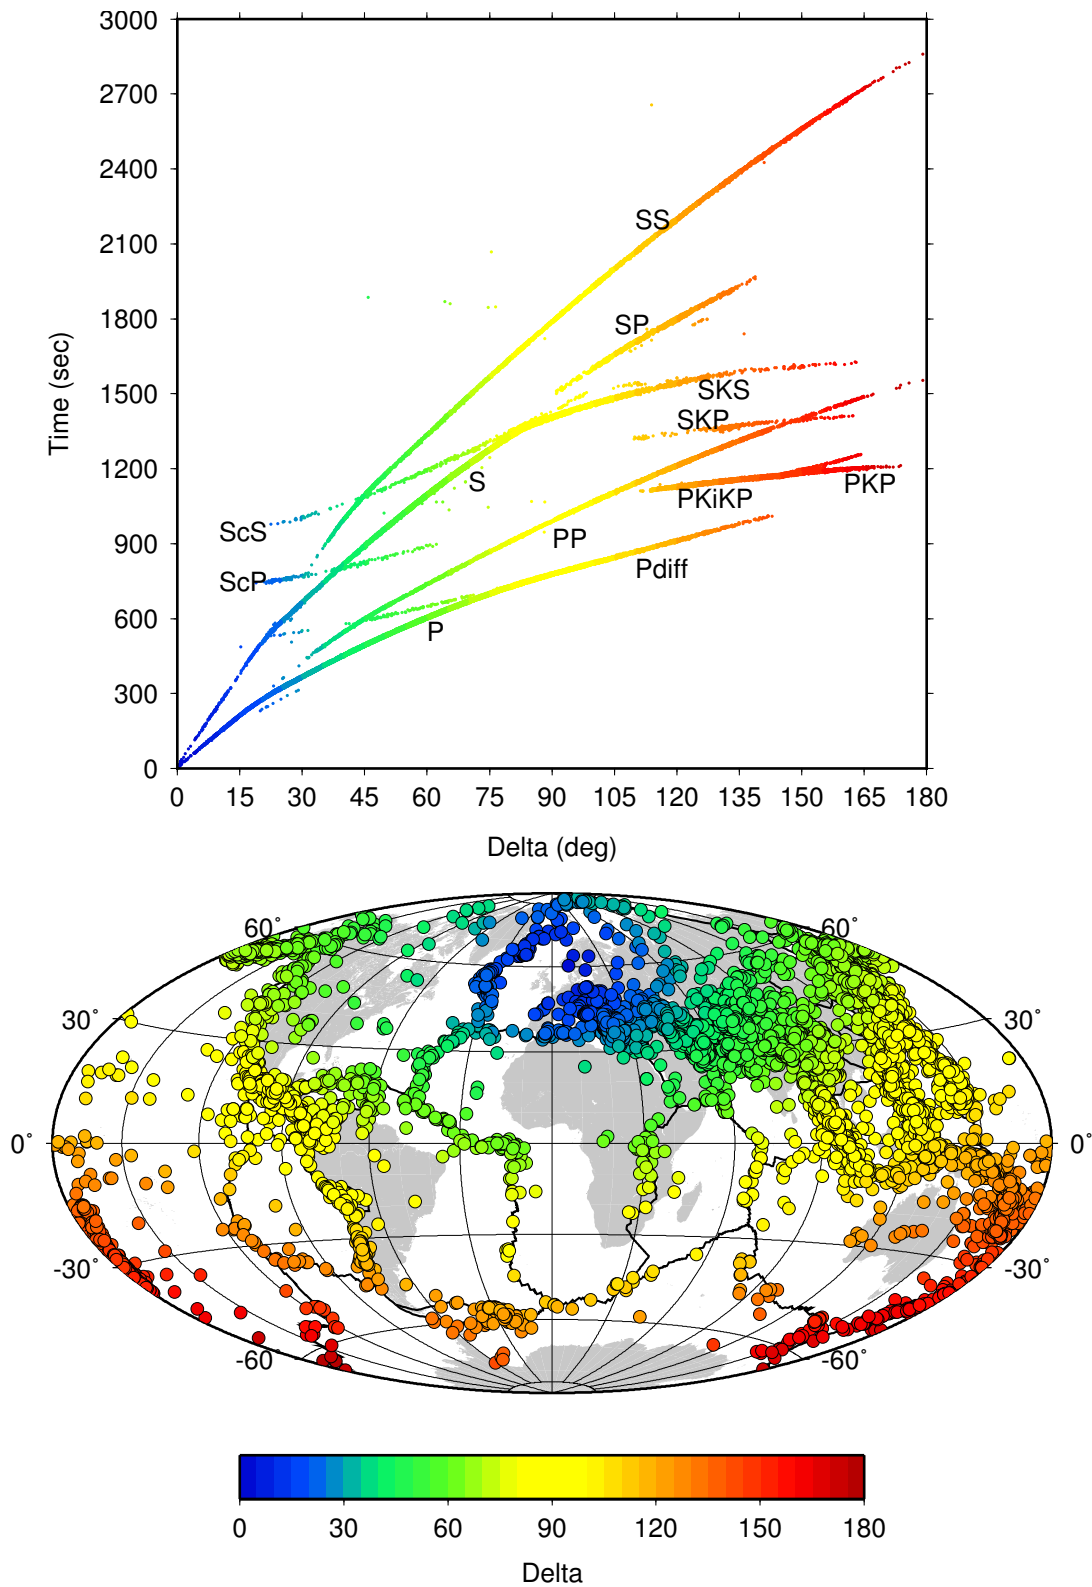 3000
2700
2400
2100
1800
1500
1200
900
600
300
0
Time (sec)
SS
SP
SKS
SKP
S
PKiKP
PKP
ScS
PP
Pdiff
ScP
P
0 15 30 45 60 75 90 105 120 135 150 165 180
Delta (deg)
60° 60°
30° 30°
0° 0°
-30° -30°
-60° -60°
0 30 60 90 120 150 180
Delta